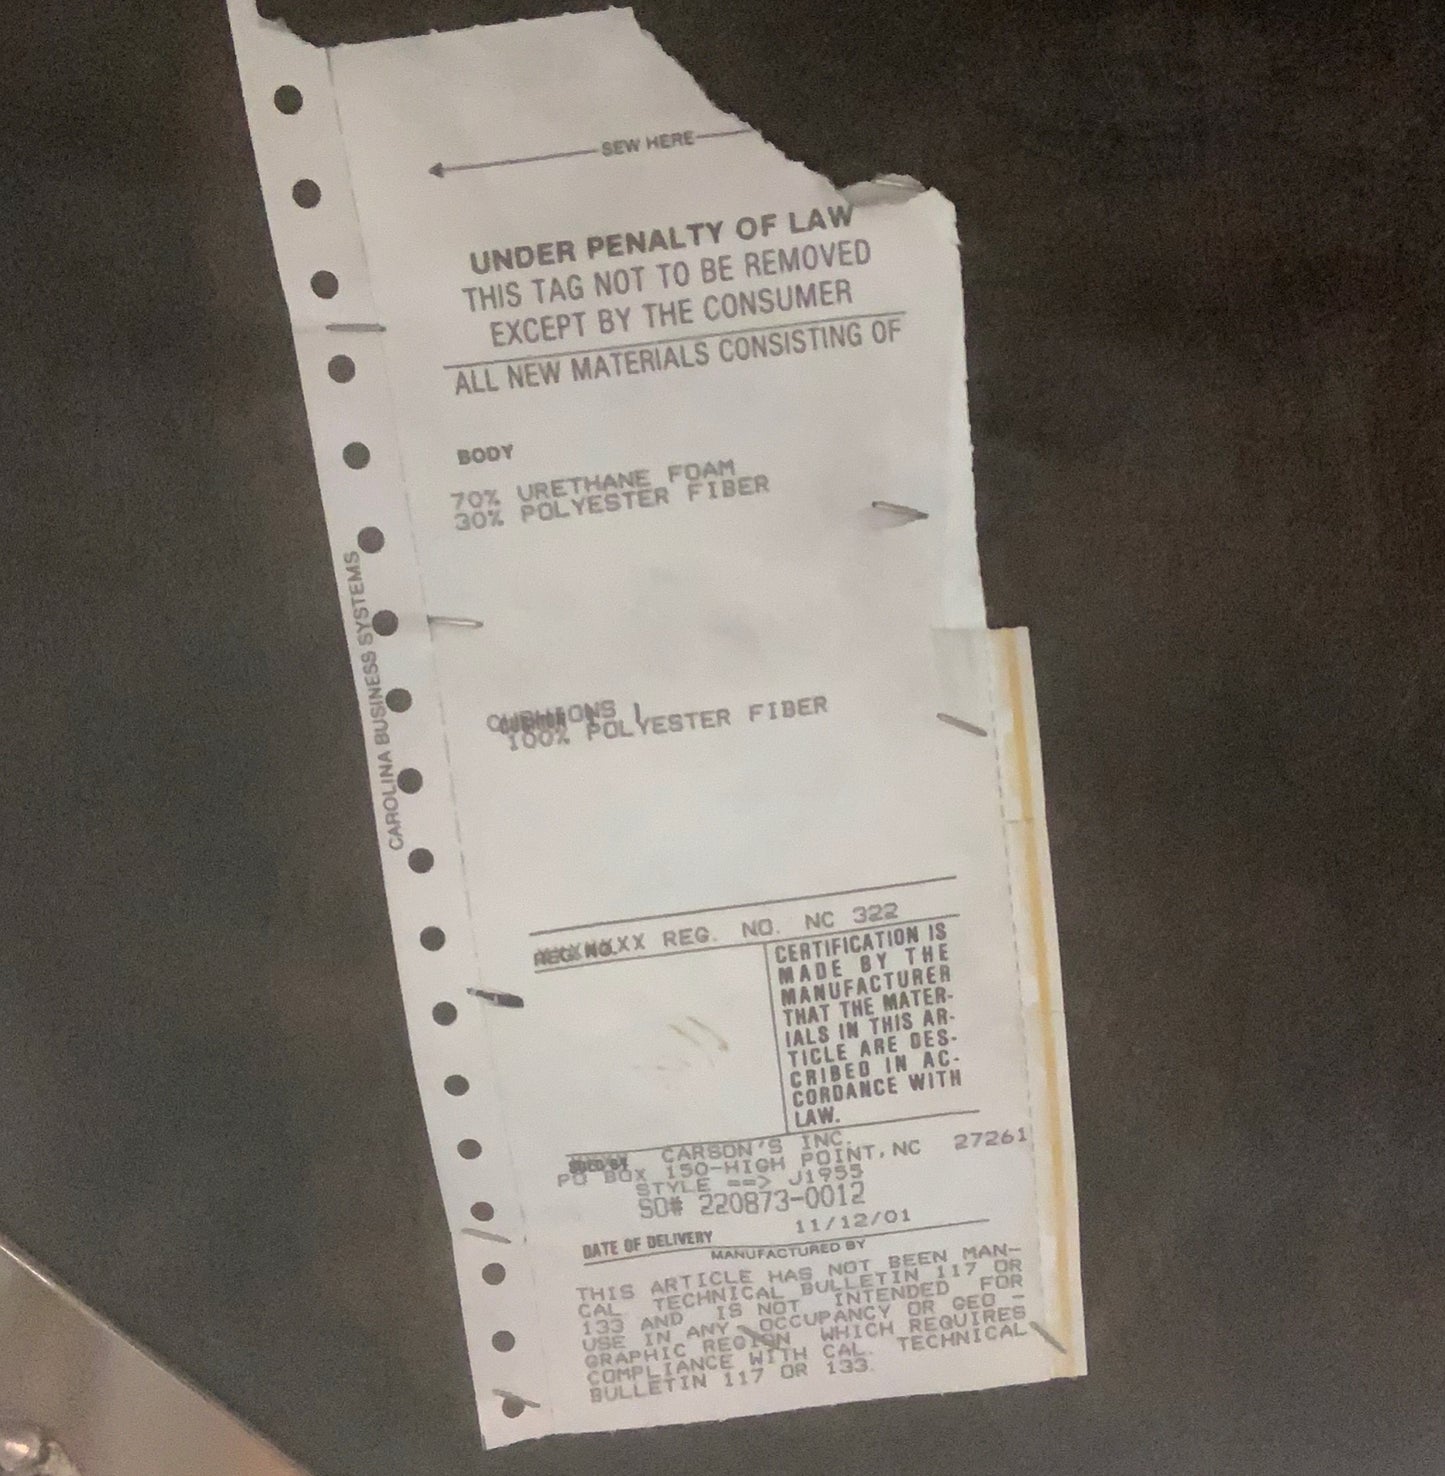 SEW HERE
UNDER PENALTY OF LAW
THIS TAG NOT TO BE REMOVED
EXCEPT BY THE CONSUMER
ALL NEW MATERIALS CONSISTING OF
BODY
70% URETHANE FOAM
30% POLYESTER FIBER
CAROLINA BUSINESS SYSTEMS
CUSHIONS
100% POLYESTER FIBER
REG. NO. NC 322
CERTIFICATION IS
MADE BY THE
MANUFACTURER
THAT THE MATER-
IALS IN THIS AR-
TICLE ARE DES-
CRIBED IN AC-
CORDANCE WITH
LAW.
CARSON'S INC.
PO BOX 150-HIGH POINT, NC 27261
STYLE ==> J1955
SO# 220873-0012
DATE OF DELIVERY 11/12/01
MANUFACTURED BY
THIS ARTICLE HAS NOT BEEN MAN-
CAL. TECHNICAL BULLETIN 117 OR
133 AND IS NOT INTENDED FOR
USE IN ANY OCCUPANCY OR GEO -
GRAPHIC REGION WHICH REQUIRES
COMPLIANCE WITH CAL. TECHNICAL
BULLETIN 117 OR 133.